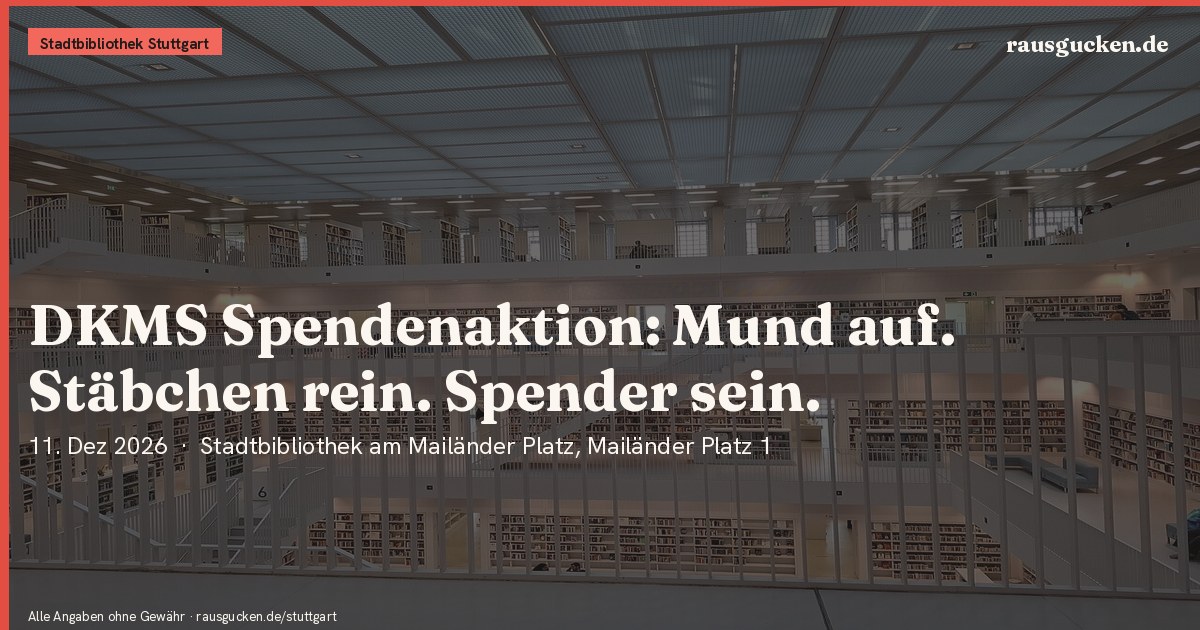 Stadtbibliothek Stuttgart
rausgucken.de
DKMS Spendenaktion: Mund auf.
Stäbchen rein. Spender sein.
11. Dez 2026 · Stadtbibliothek am Mailänder Platz, Mailänder Platz 1
6
Alle Angaben ohne Gewähr · rausgucken.de/stuttgart